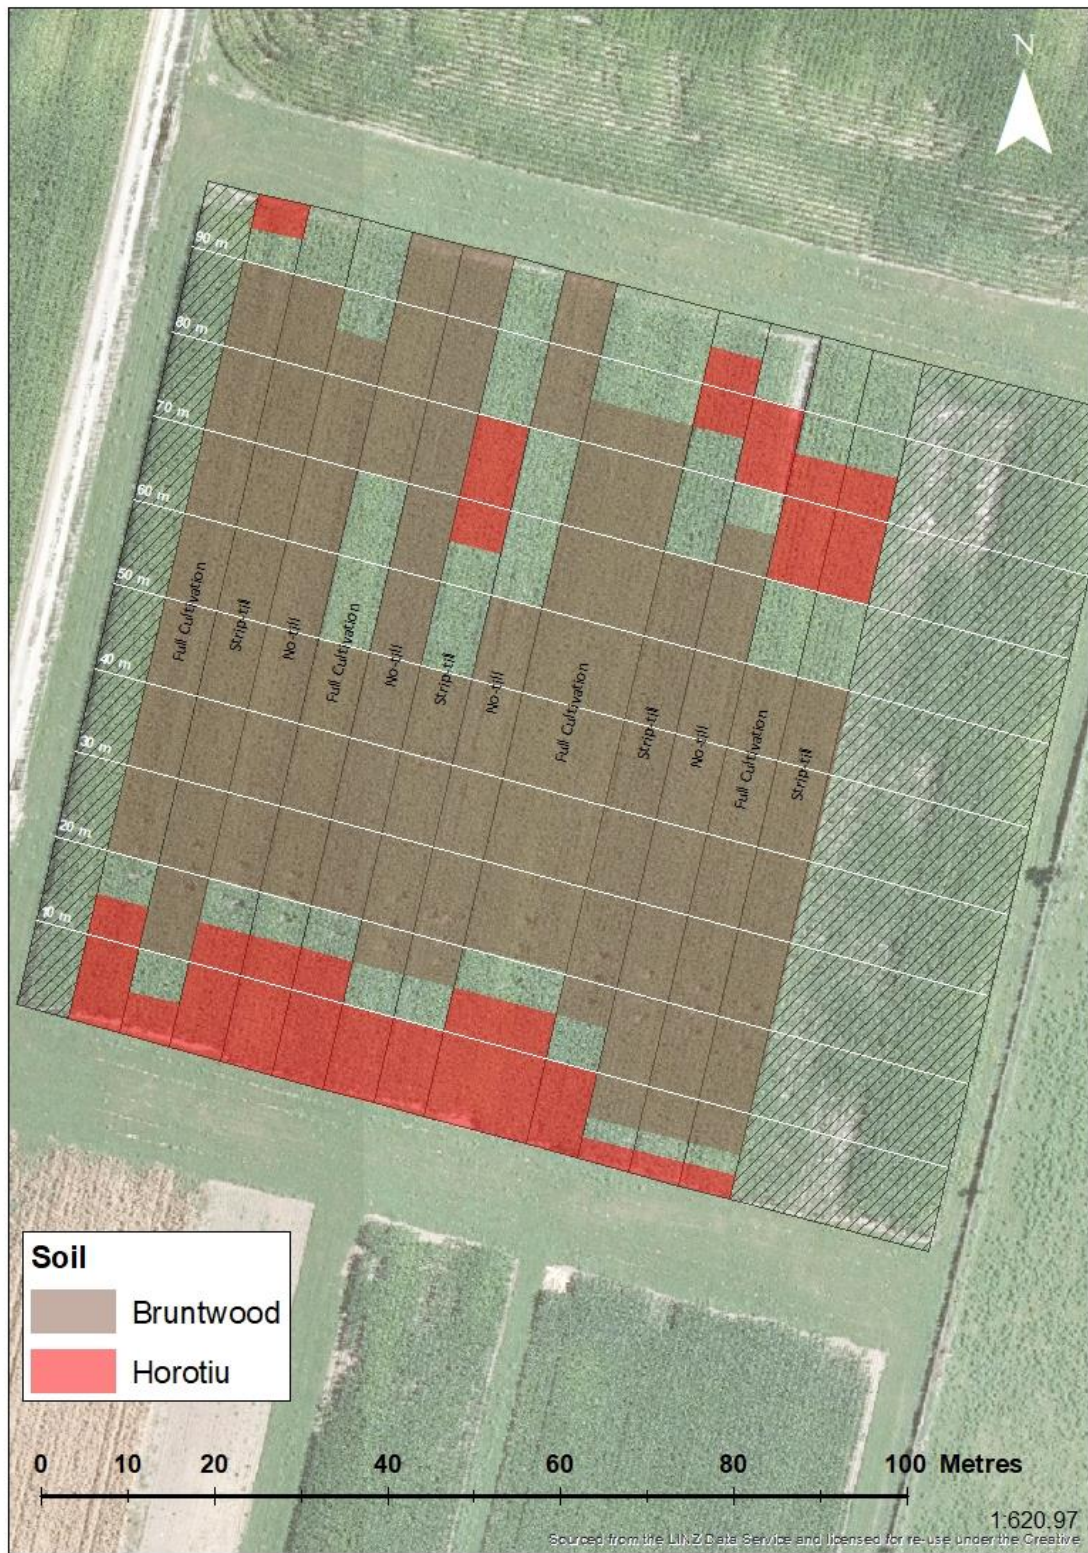 N
90 m
80 m
70 m
60 m
50 m
40 m
30 m
20 m
10 m
Full Cultivation
Strip-till
No-till
Full Cultivation
No-till
Strip-till
No-till
Full Cultivation
Strip-till
No-till
Full Cultivation
Strip-till
Soil
Bruntwood
Horotiu
0 10 20 40 60 80 100 Metres
1:620.97
Sourced from the LINZ Data Service and licensed for re-use under the Creative